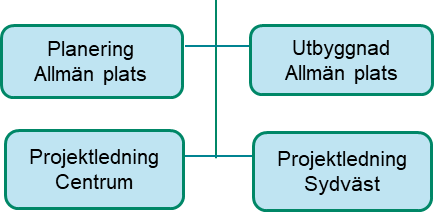 Planering
Allmän plats
Utbyggnad
Allmän plats
Projektledning
Centrum
Projektledning
Sydväst